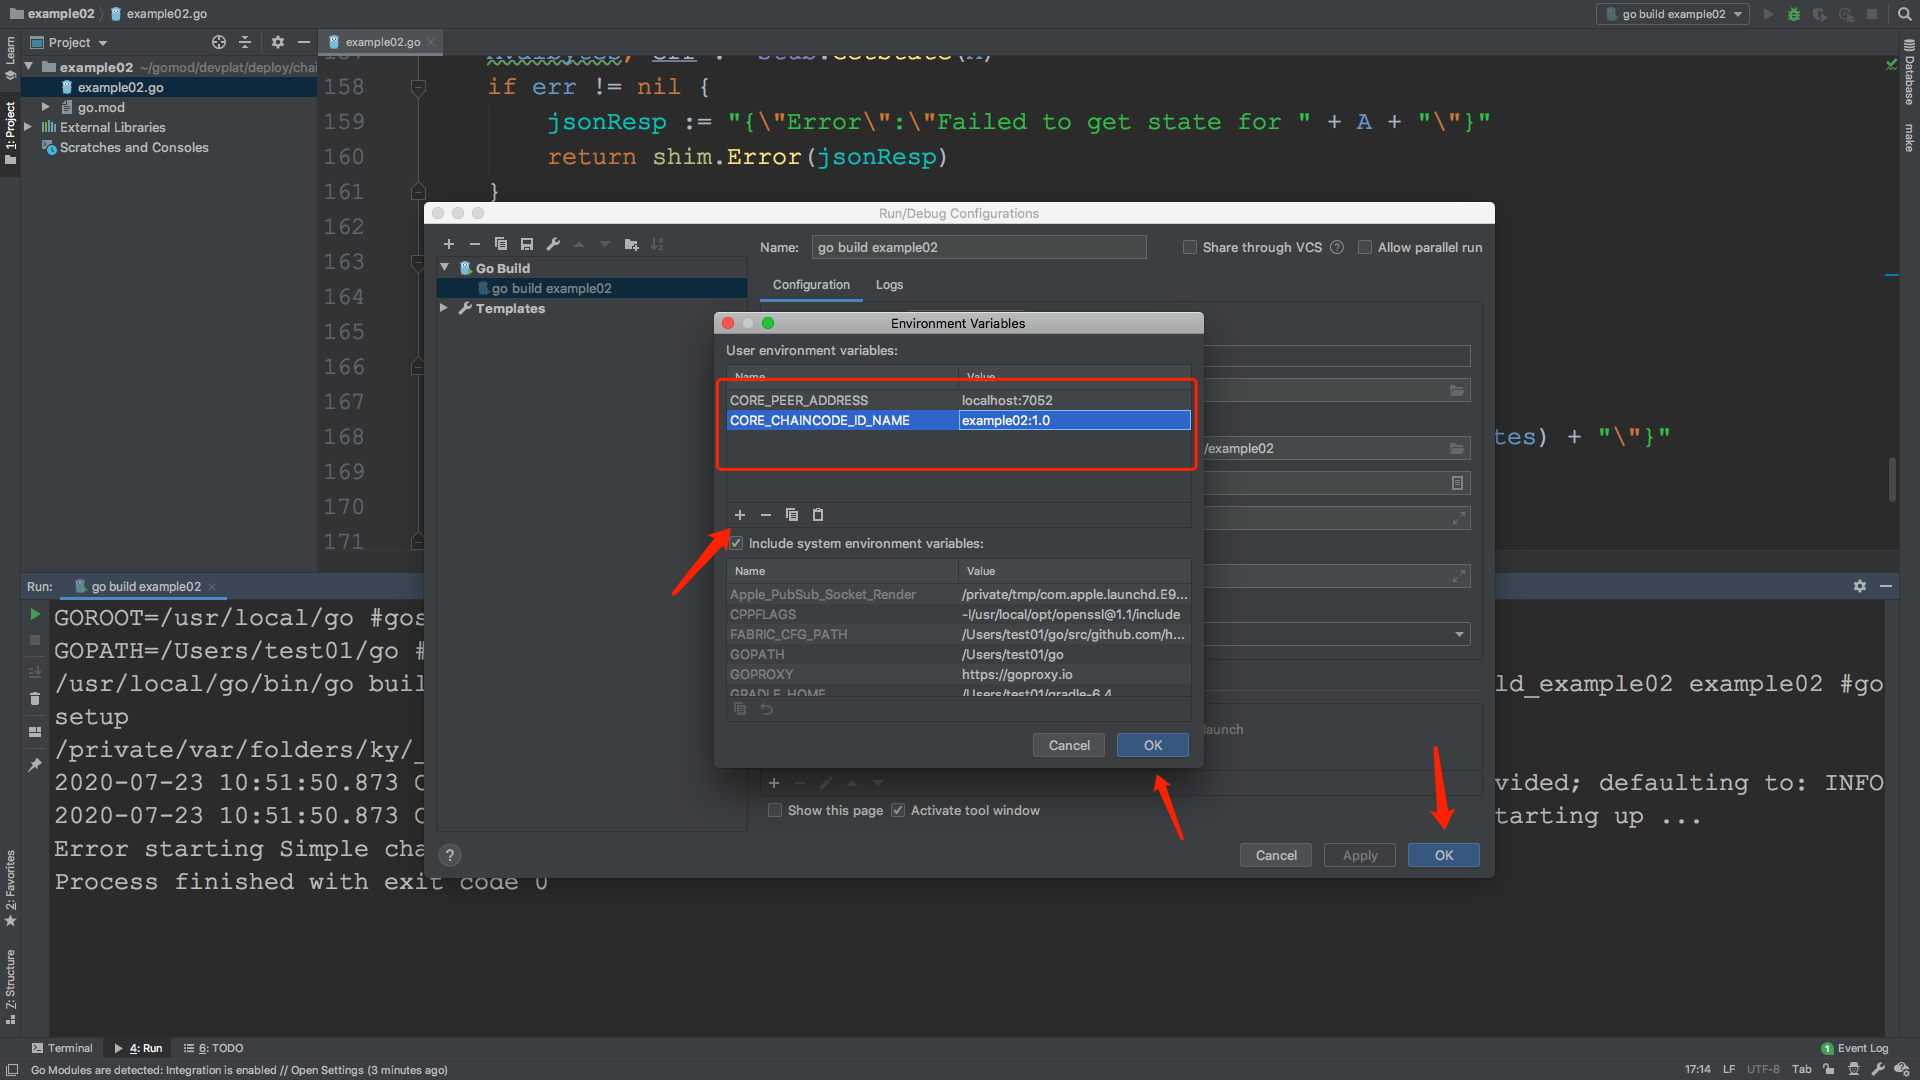 example02
example02.go
go build example02
Project
example02.go
Learn
1: Project
2: Favorites
7: Structure
Database
make
example02 ~/gomod/devplat/deploy/chai
example02.go
go.mod
External Libraries
Scratches and Consoles
158 if err != nil {
159 jsonResp := "{\"Error\":\"Failed to get state for " + A + "\"}"
160 return shim.Error(jsonResp)
161 }
162
163
164
165
166
167
168 tes) + "\"}"
169
170
171
Run/Debug Configurations
Name: go build example02
Share through VCS
Allow parallel run
Go Build
go build example02
Templates
Configuration
Logs
/example02
launch
Show this page
Activate tool window
Cancel
Apply
OK
Environment Variables
User environment variables:
Name Value
CORE_PEER_ADDRESS localhost:7052
CORE_CHAINCODE_ID_NAME example02:1.0
Include system environment variables:
Name Value
Apple_PubSub_Socket_Render /private/tmp/com.apple.launchd.E9...
CPPFLAGS -I/usr/local/opt/openssl@1.1/include
FABRIC_CFG_PATH /Users/test01/go/src/github.com/h...
GOPATH /Users/test01/go
GOPROXY https://goproxy.io
GRADLE_HOME /Users/test01/gradle-6.4
Cancel
OK
Run: go build example02
GOROOT=/usr/local/go #gos
GOPATH=/Users/test01/go #
/usr/local/go/bin/go buil ld_example02 example02 #go
setup
/private/var/folders/ky/_
2020-07-23 10:51:50.873 C vided; defaulting to: INFO
2020-07-23 10:51:50.873 C tarting up ...
Error starting Simple cha
Process finished with exit code 0
Terminal
4: Run
6: TODO
1 Event Log
Go Modules are detected: Integration is enabled // Open Settings (3 minutes ago)
17:14 LF UTF-8 Tab